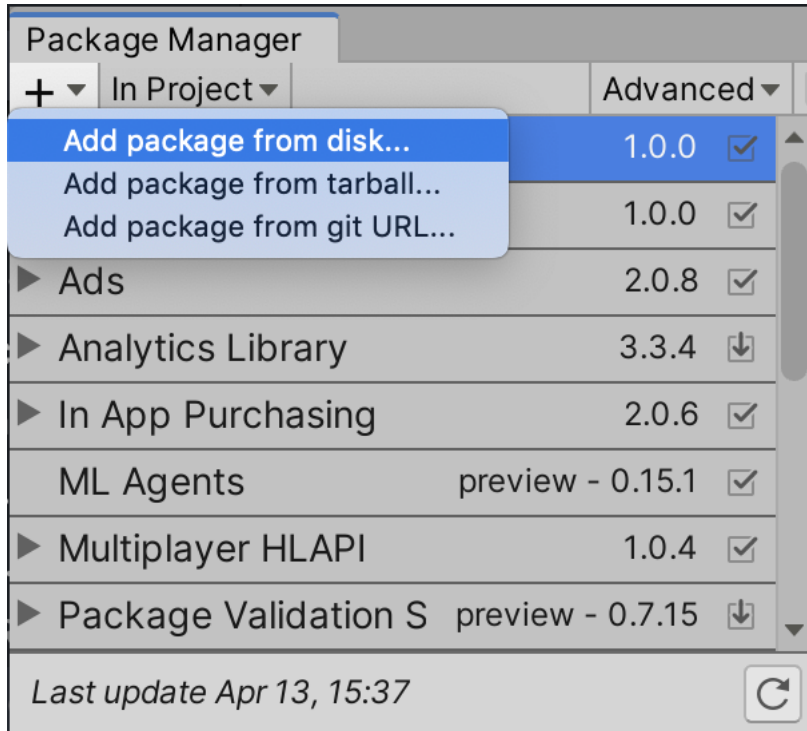 Package Manager
+ In Project Advanced
Add package from disk... 1.0.0
Add package from tarball...
Add package from git URL... 1.0.0
Ads 2.0.8
Analytics Library 3.3.4
In App Purchasing 2.0.6
ML Agents preview - 0.15.1
Multiplayer HLAPI 1.0.4
Package Validation S preview - 0.7.15
Last update Apr 13, 15:37